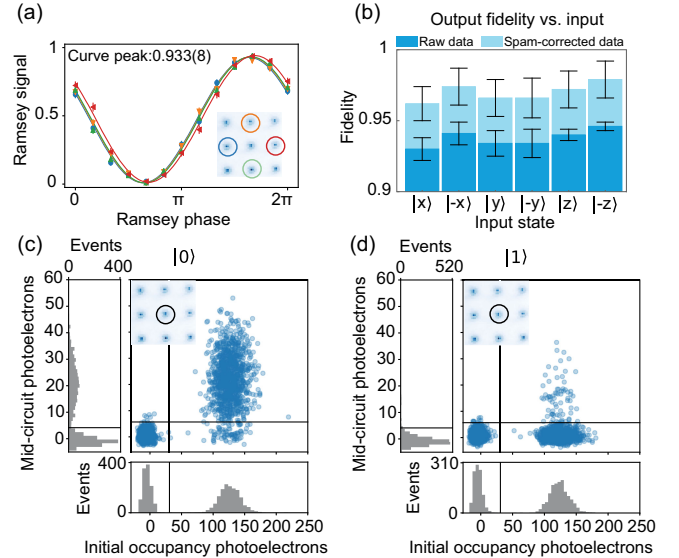 (a)
Curve peak:0.933(8)
1
0.5
0
Ramsey signal
0
π
2π
Ramsey phase
(b)
Output fidelity vs. input
Raw data
Spam-corrected data
1
0.95
0.9
Fidelity
|x⟩
|-x⟩
|y⟩
|-y⟩
|z⟩
|-z⟩
Input state
(c)
Events
0
400
|0⟩
60
50
40
30
20
10
0
Mid-circuit photoelectrons
400
0
Events
0
50
100
150
200
250
Initial occupancy photoelectrons
(d)
Events
0
520
|1⟩
60
50
40
30
20
10
0
Mid-circuit photoelectrons
310
0
Events
0
50
100
150
200
250
Initial occupancy photoelectrons